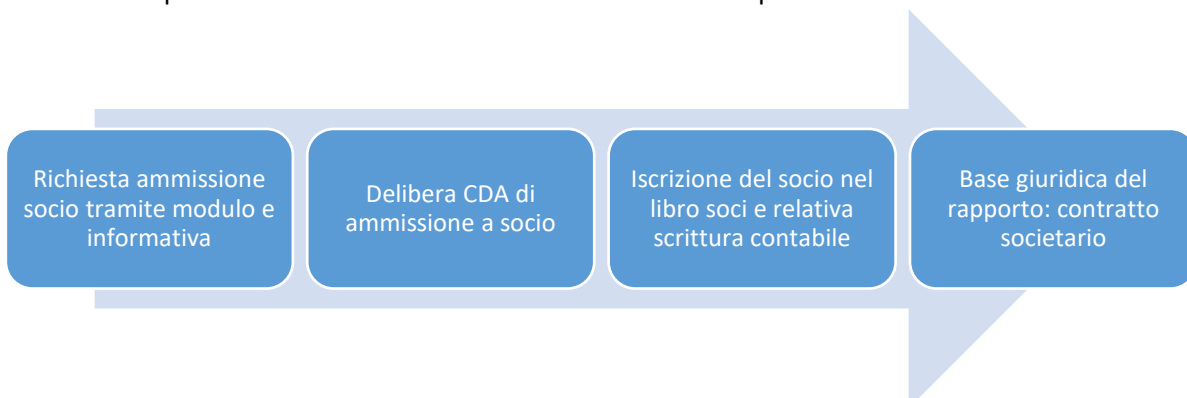 Richiesta ammissione
socio tramite modulo e
informativa
Delibera CDA di
ammissione a socio
Iscrizione del socio nel
libro soci e relativa
scrittura contabile
Base giuridica del
rapporto: contratto
societario